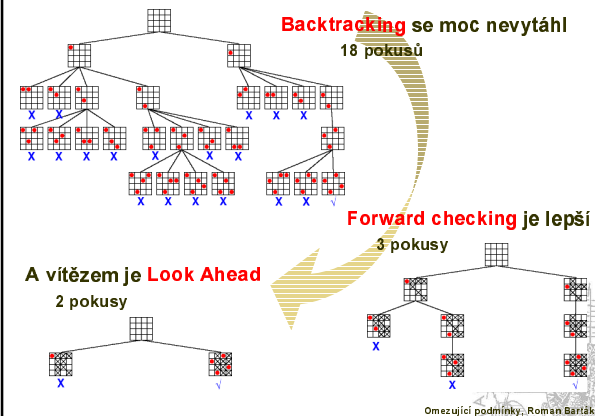 Backtracking se moc nevytáhl
18 pokusů
X X X X X
X X X X X X X X
X X X X X √
Forward checking je lepší
3 pokusy
A vítězem je Look Ahead
2 pokusy
X
X √
X √
Omezující podmínky, Roman Barták